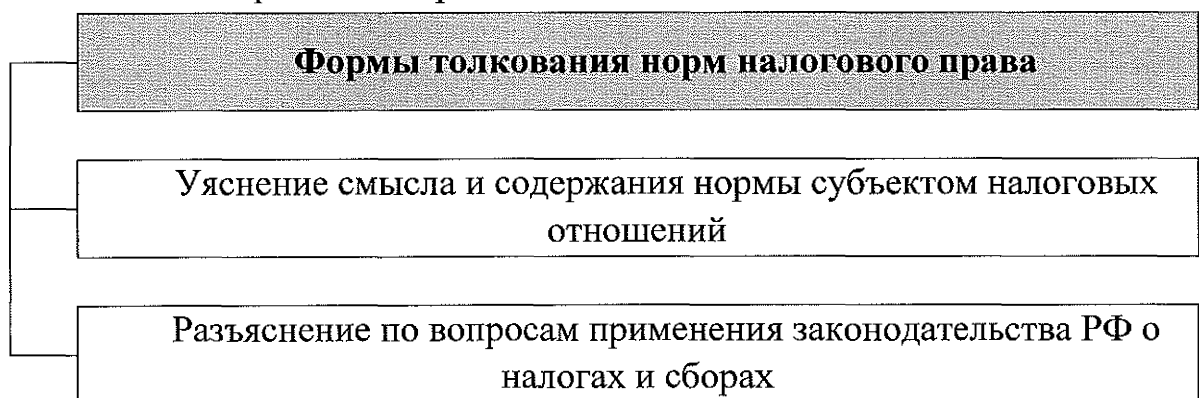 Формы толкования норм налогового права
Уяснение смысла и содержания нормы субъектом налоговых
отношений
Разъяснение по вопросам применения законодательства РФ о
налогах и сборах